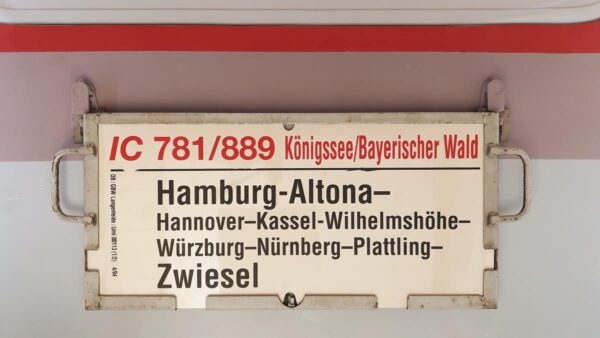 IC 781/889 Königssee/Bayerischer Wald
Hamburg-Altona–
Hannover–Kassel-Wilhelmshöhe–
Würzburg–Nürnberg–Plattling–
Zwiesel